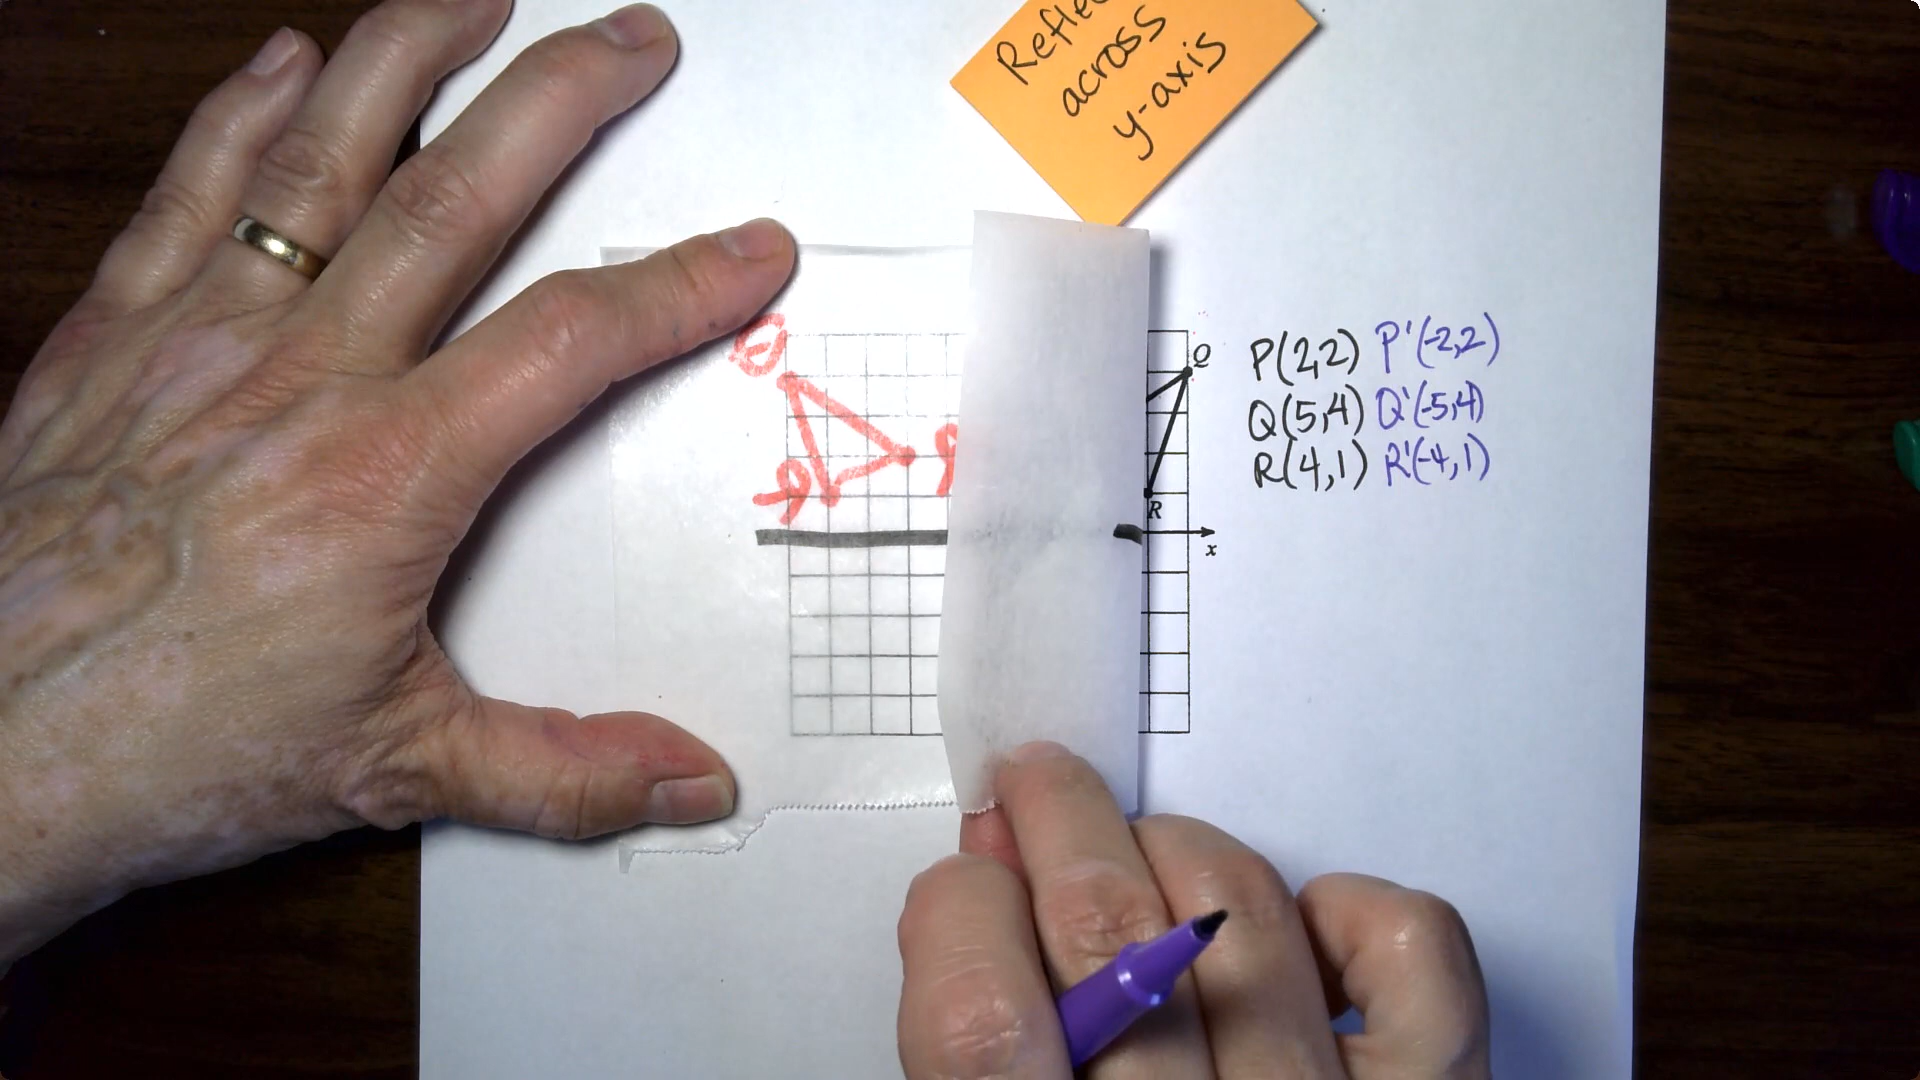 across
y-axis
Q
P(2,2) P'(-2,2)
Q(5,4) Q'(-5,4)
R(4,1) R'(-4,1)
R
x